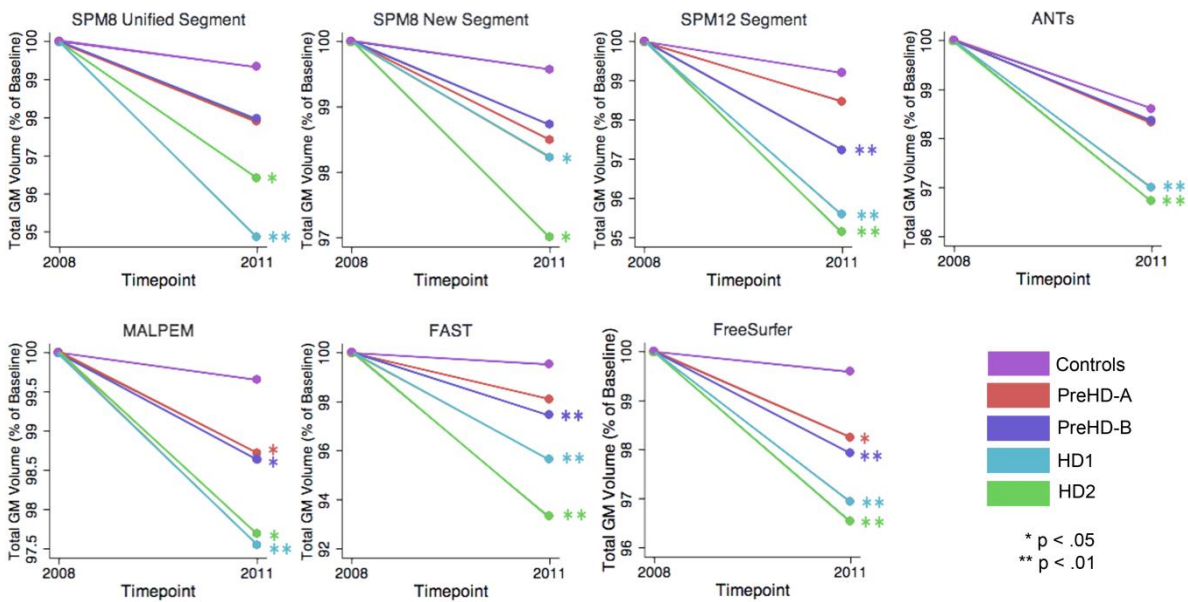 SPM8 Unified Segment
Total GM Volume (% of Baseline)
100
99
98
97
96
95
*
**
2008
2011
Timepoint
SPM8 New Segment
Total GM Volume (% of Baseline)
100
99
98
97
*
*
2008
2011
Timepoint
SPM12 Segment
Total GM Volume (% of Baseline)
100
99
98
97
96
95
**
**
**
2008
2011
Timepoint
ANTs
Total GM Volume (% of Baseline)
100
99
98
97
96
**
**
2008
2011
Timepoint
MALPEM
Total GM Volume (% of Baseline)
100
99.5
99
98.5
98
97.5
*
*
*
**
2008
2011
Timepoint
FAST
Total GM Volume (% of Baseline)
100
98
96
94
92
**
**
**
2008
2011
Timepoint
FreeSurfer
Total GM Volume (% of Baseline)
100
99
98
97
96
*
**
**
**
2008
2011
Timepoint
Controls
PreHD-A
PreHD-B
HD1
HD2
* p < .05
** p < .01